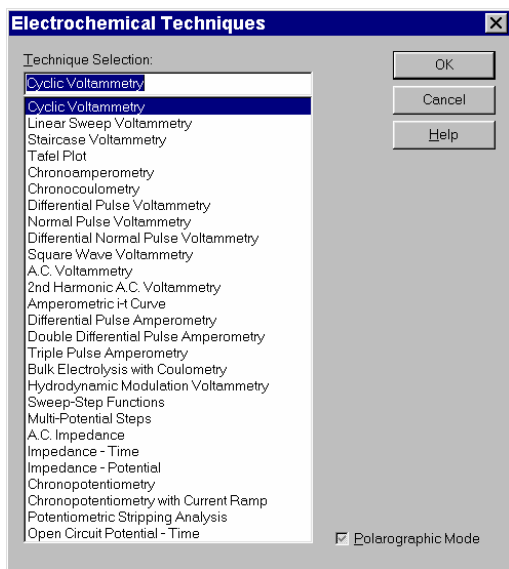 Electrochemical Techniques
Technique Selection:
Cyclic Voltammetry
Cyclic Voltammetry
Linear Sweep Voltammetry
Staircase Voltammetry
Tafel Plot
Chronoamperometry
Chronocoulometry
Differential Pulse Voltammetry
Normal Pulse Voltammetry
Differential Normal Pulse Voltammetry
Square Wave Voltammetry
A.C. Voltammetry
2nd Harmonic A.C. Voltammetry
Amperometric i-t Curve
Differential Pulse Amperometry
Double Differential Pulse Amperometry
Triple Pulse Amperometry
Bulk Electrolysis with Coulometry
Hydrodynamic Modulation Voltammetry
Sweep-Step Functions
Multi-Potential Steps
A.C. Impedance
Impedance - Time
Impedance - Potential
Chronopotentiometry
Chronopotentiometry with Current Ramp
Potentiometric Stripping Analysis
Open Circuit Potential - Time
OK
Cancel
Help
Polarographic Mode